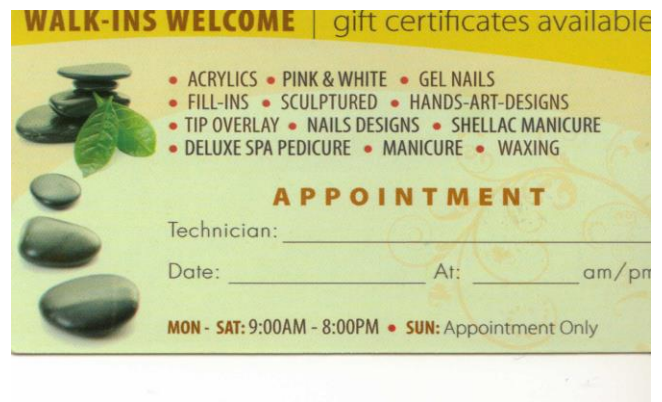 WALK-INS WELCOME | gift certificates available
• ACRYLICS • PINK & WHITE • GEL NAILS
• FILL-INS • SCULPTURED • HANDS-ART-DESIGNS
• TIP OVERLAY • NAILS DESIGNS • SHELLAC MANICURE
• DELUXE SPA PEDICURE • MANICURE • WAXING
APPOINTMENT
Technician:
Date: At: am/pm
MON - SAT: 9:00AM - 8:00PM • SUN: Appointment Only